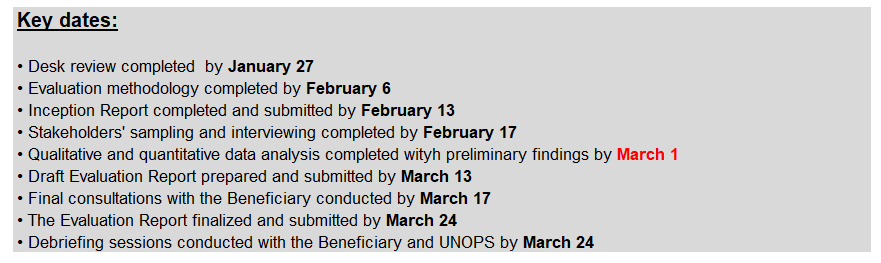 Key dates:
• Desk review completed  by January 27
• Evaluation methodology completed by February 6
• Inception Report completed and submitted by February 13
• Stakeholders' sampling and interviewing completed by February 17
• Qualitative and quantitative data analysis completed wityh preliminary findings by March 1
• Draft Evaluation Report prepared and submitted by March 13
• Final consultations with the Beneficiary conducted by March 17
• The Evaluation Report finalized and submitted by March 24
• Debriefing sessions conducted with the Beneficiary and UNOPS by March 24